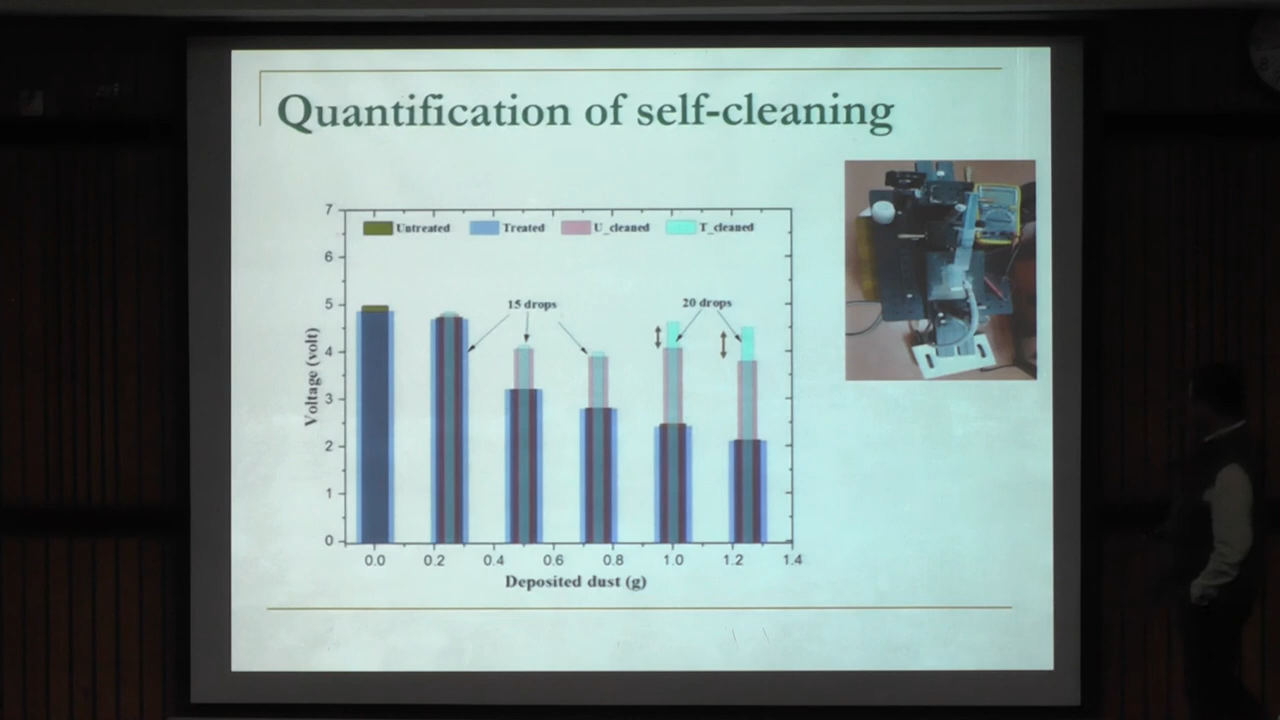 Quantification of self-cleaning
7
6
5
4
3
2
1
0
Voltage (volt)
Untreated Treated U_cleaned T_cleaned
15 drops 20 drops
0.0 0.2 0.4 0.6 0.8 1.0 1.2 1.4
Deposited dust (g)